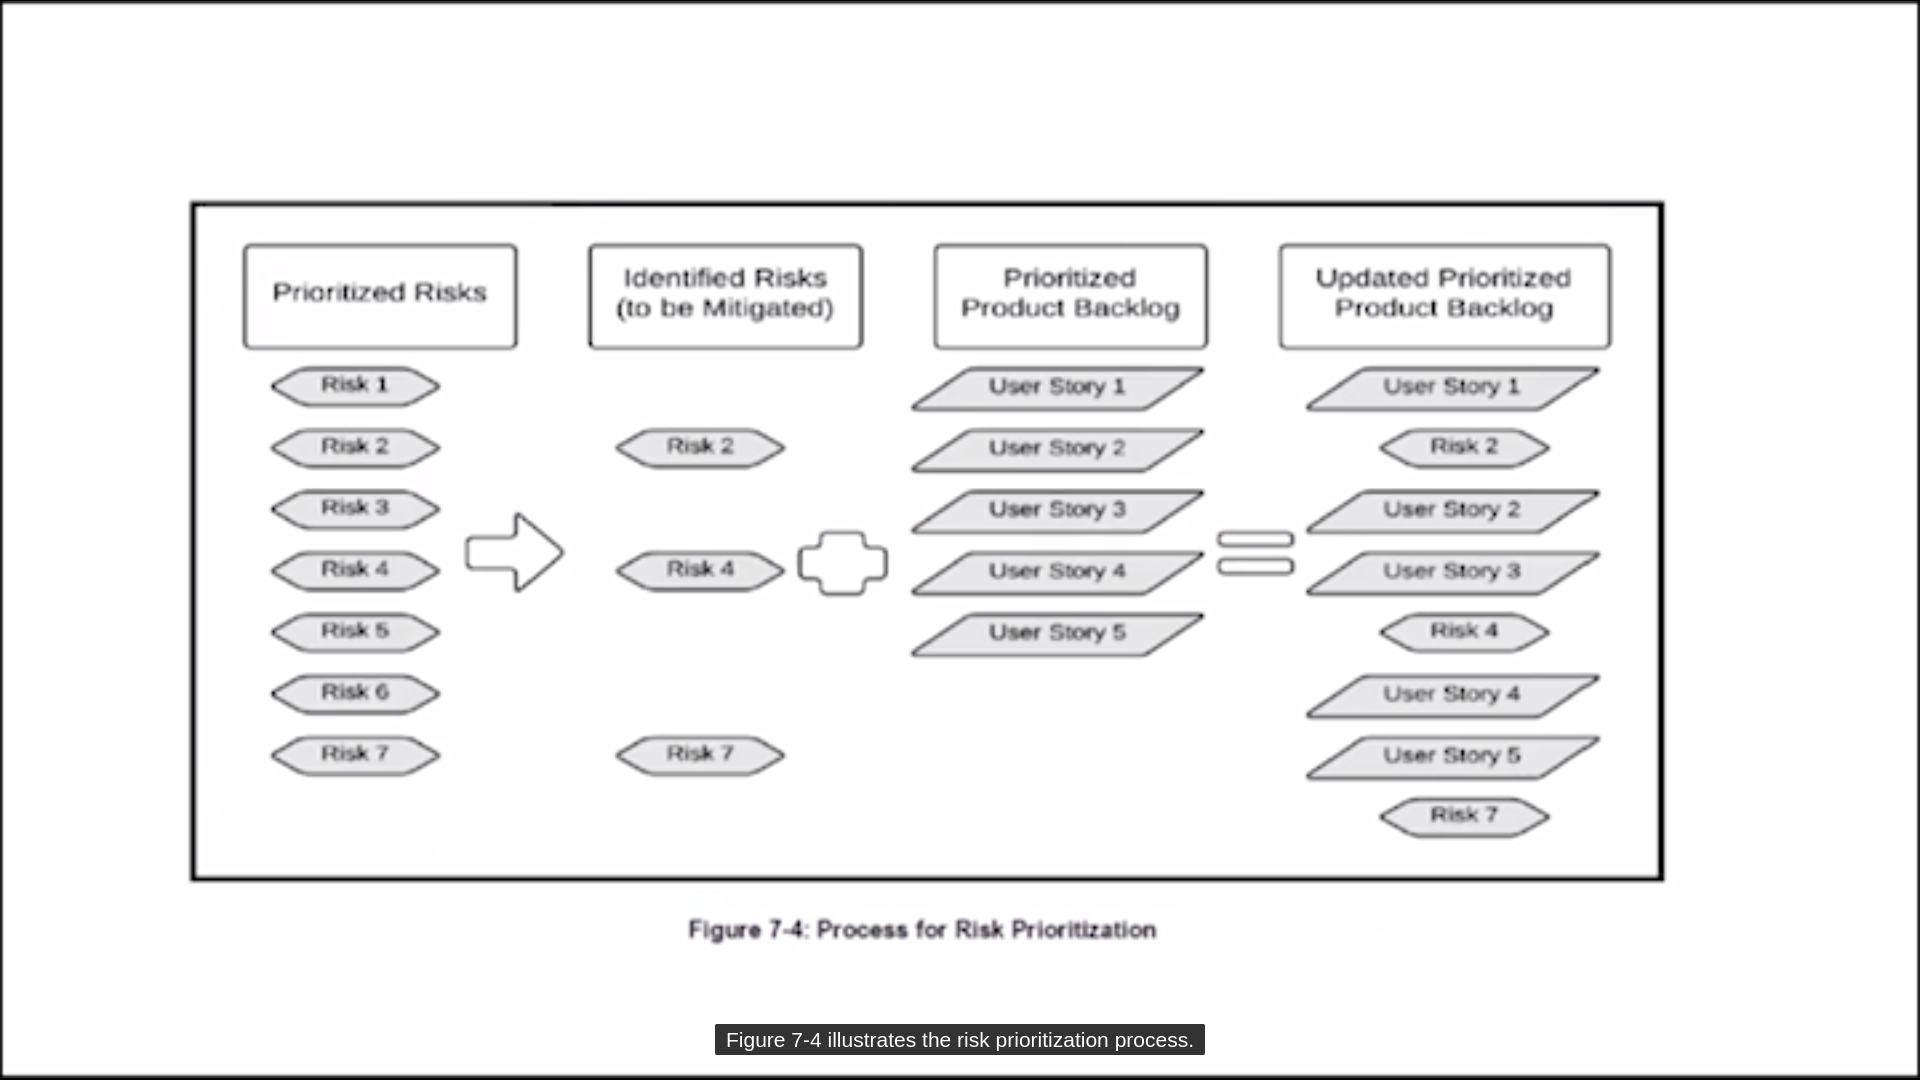 Prioritized Risks
Identified Risks
(to be Mitigated)
Prioritized
Product Backlog
Updated Prioritized
Product Backlog
Risk 1
User Story 1
User Story 1
Risk 2
Risk 2
User Story 2
Risk 2
Risk 3
User Story 3
User Story 2
Risk 4
Risk 4
User Story 4
User Story 3
Risk 5
User Story 5
Risk 4
Risk 6
User Story 4
Risk 7
Risk 7
User Story 5
Risk 7
Figure 7-4: Process for Risk Prioritization
Figure 7-4 illustrates the risk prioritization process.